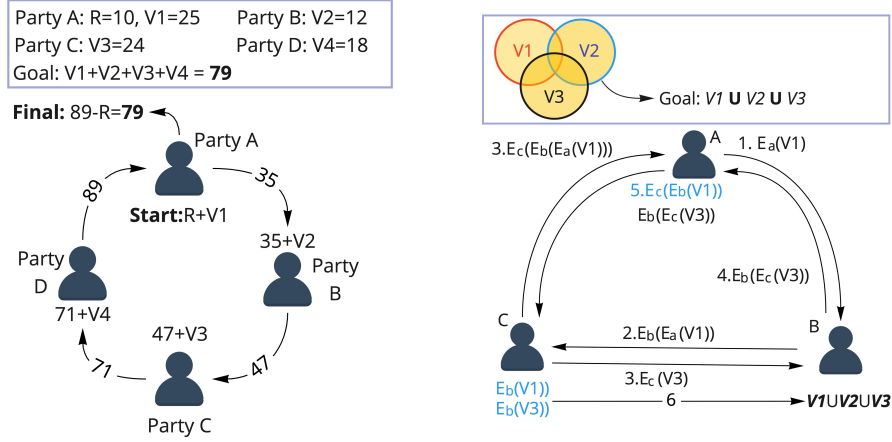 Party A: R=10, V1=25 Party B: V2=12
Party C: V3=24 Party D: V4=18
Goal: V1+V2+V3+V4 = 79
Final: 89-R=79
Party A
89
35
Start:R+V1
35+V2
Party
D
Party
B
71+V4
47+V3
71
47
Party C
V1 V2
V3
Goal: V1 U V2 U V3
A
3.Ec(Eb(Ea(V1)))
1. Ea(V1)
5.Ec(Eb(V1))
Eb(Ec(V3))
4.Eb(Ec(V3))
C
B
2.Eb(Ea(V1))
3.Ec(V3)
Eb(V1))
Eb(V3))
6
V1UV2UV3